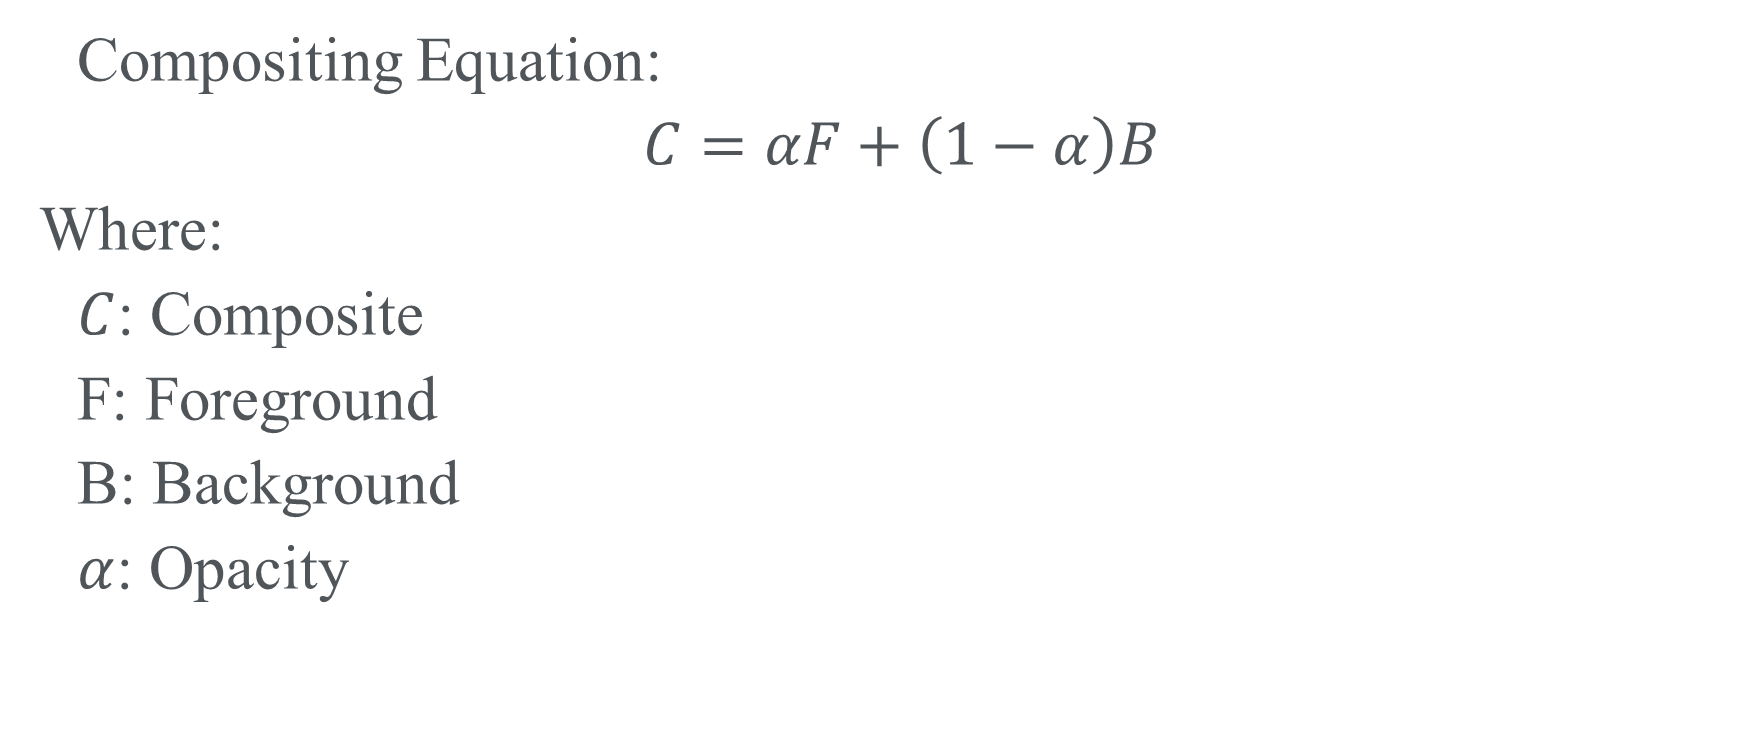 Compositing Equation:
C = αF + (1 − α)B
Where:
C: Composite
F: Foreground
B: Background
α: Opacity